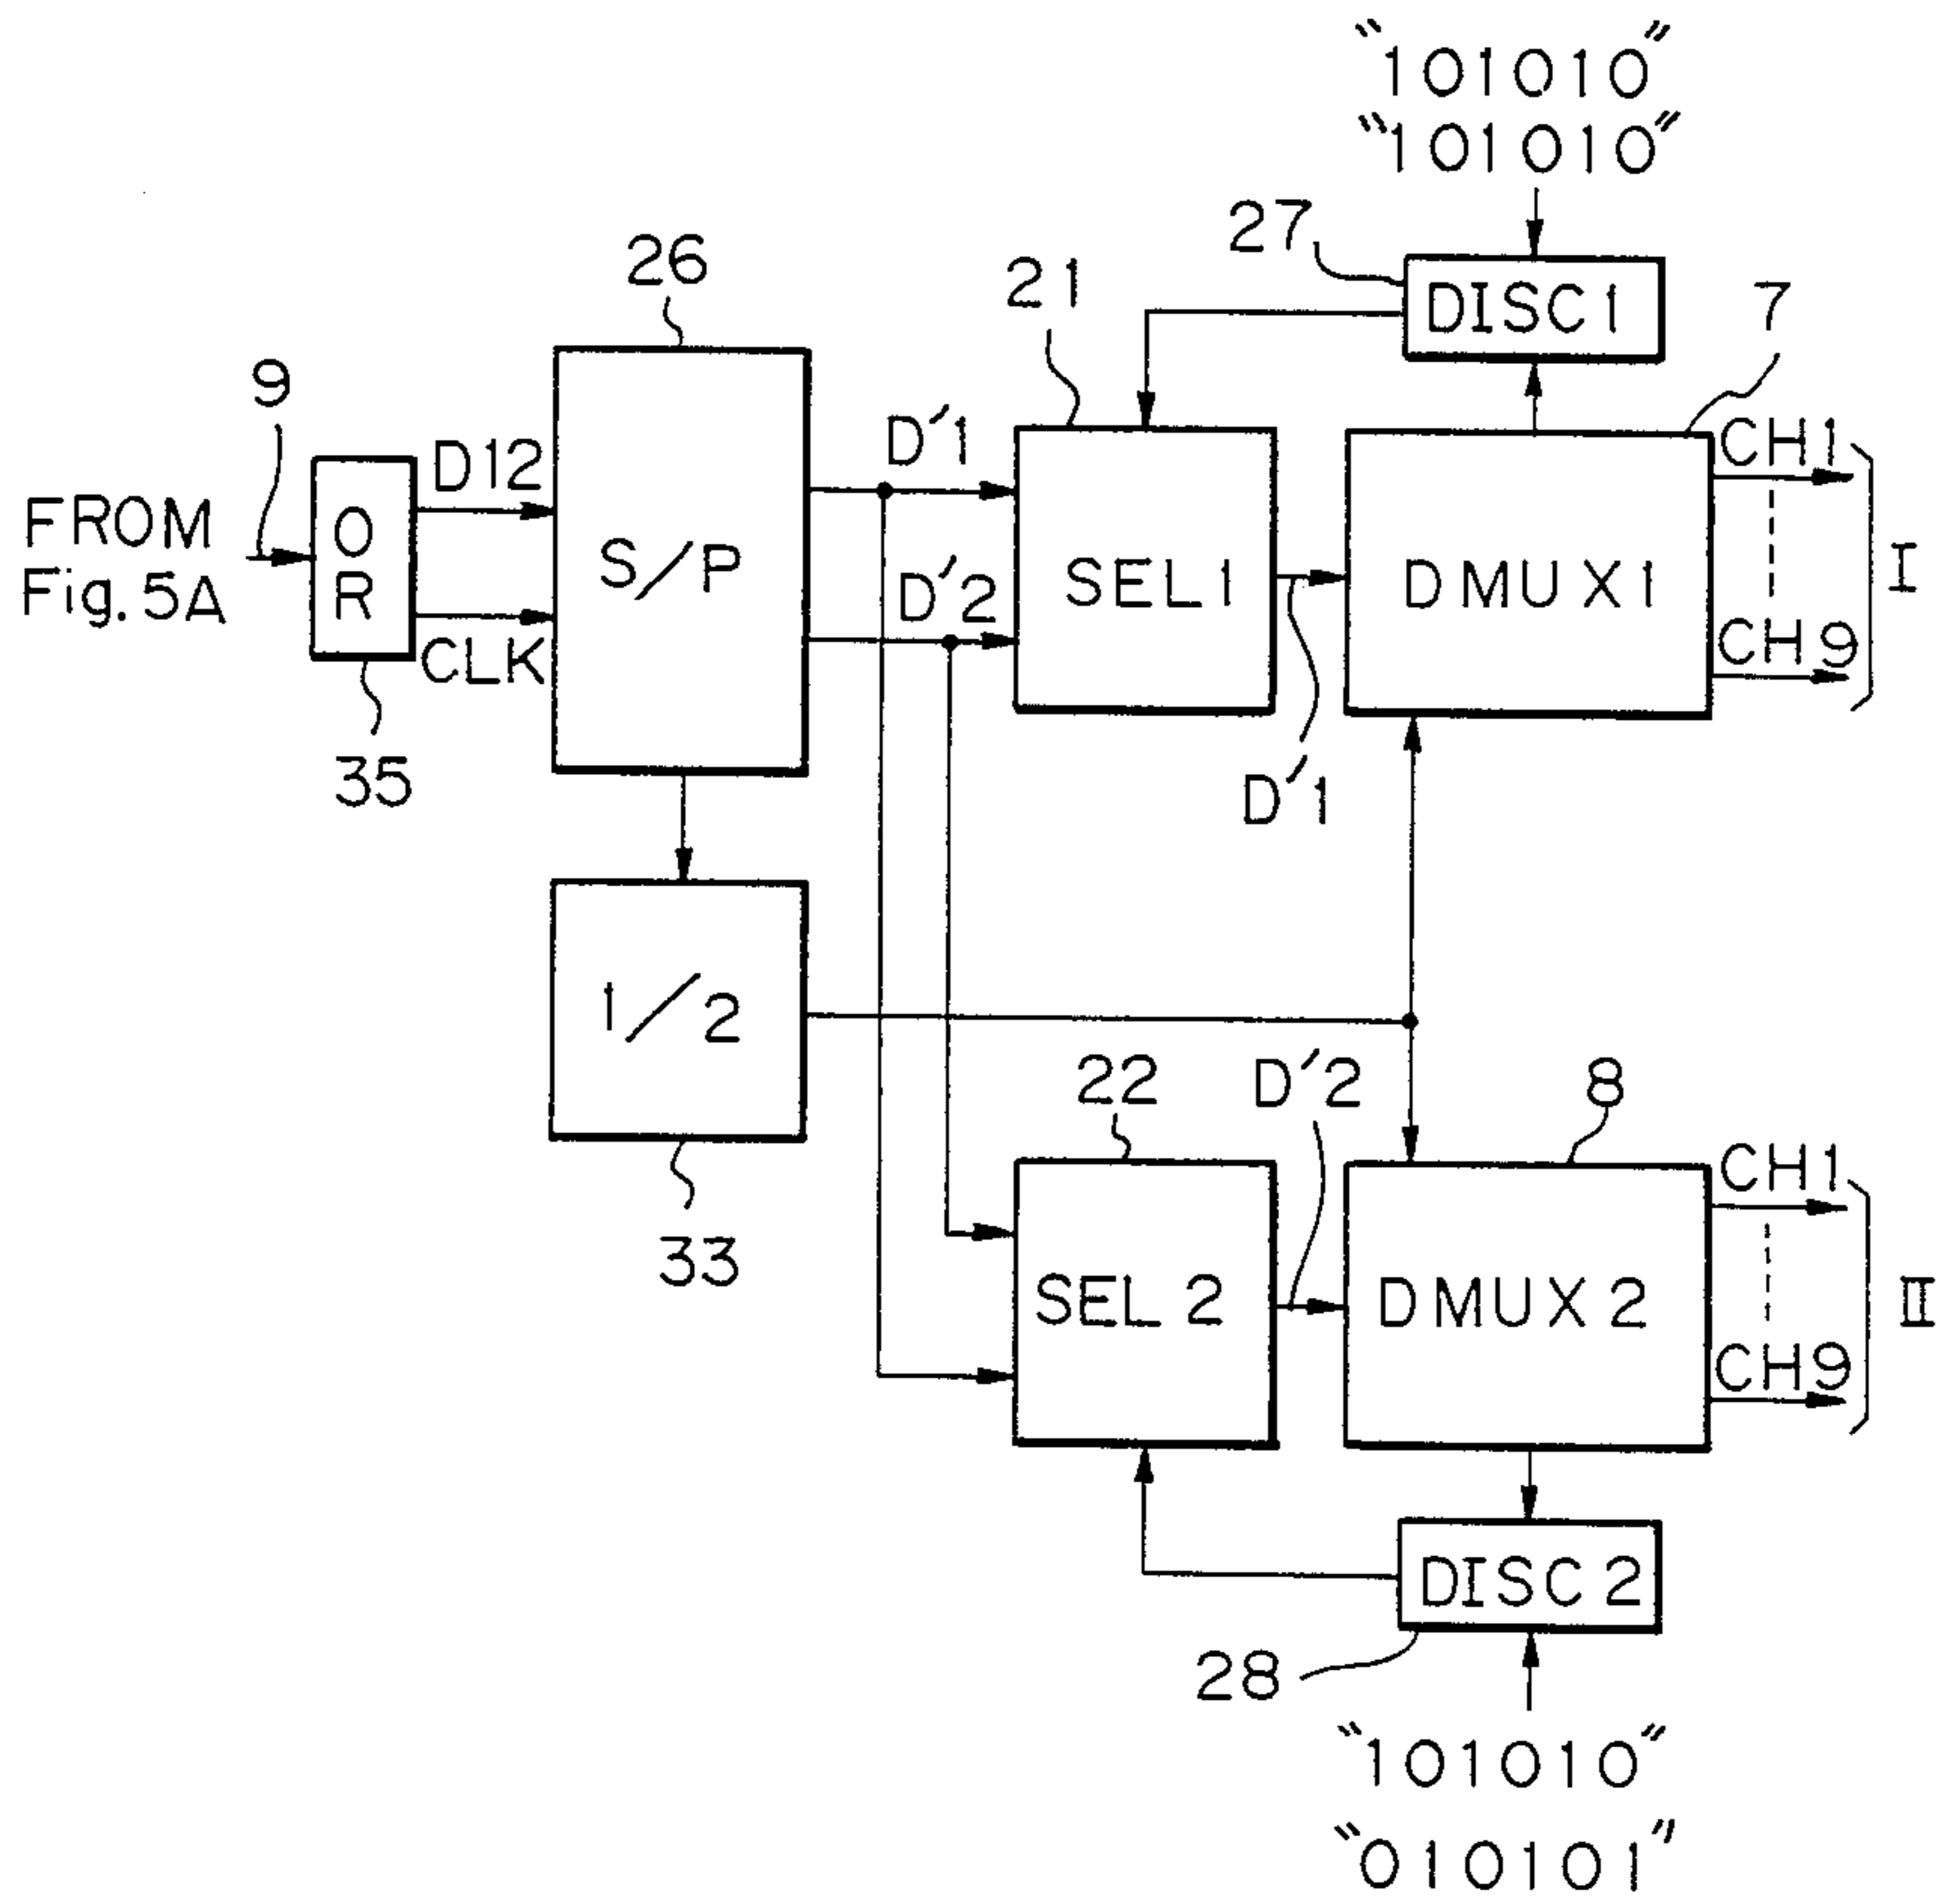 "101010"
"101010"
27
DISC1
7
26
21
9
D12
CLK
FROM
Fig. 5A
OR
35
S/P
D'1
D'2
SEL1
D'1
DMUX1
CH1
CH9
I
1/2
33
22
D'2
8
SEL 2
DMUX2
CH1
CH9
II
DISC 2
28
"101010"
"010101"